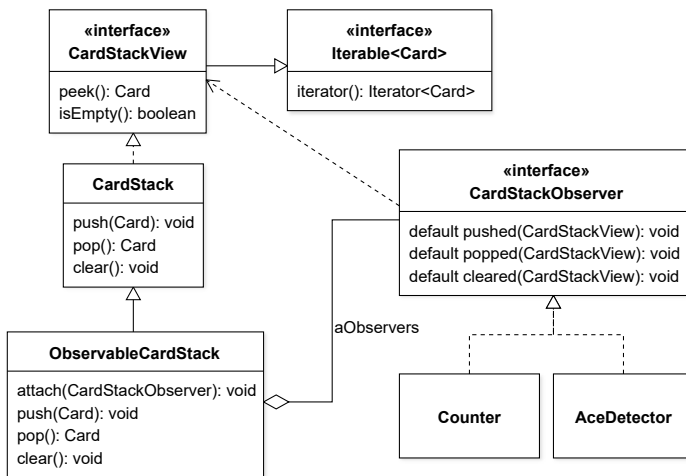 «interface»
CardStackView
peek(): Card
isEmpty(): boolean
«interface»
Iterable<Card>
iterator(): Iterator<Card>
CardStack
push(Card): void
pop(): Card
clear(): void
«interface»
CardStackObserver
default pushed(CardStackView): void
default popped(CardStackView): void
default cleared(CardStackView): void
aObservers
ObservableCardStack
attach(CardStackObserver): void
push(Card): void
pop(): Card
clear(): void
Counter
AceDetector